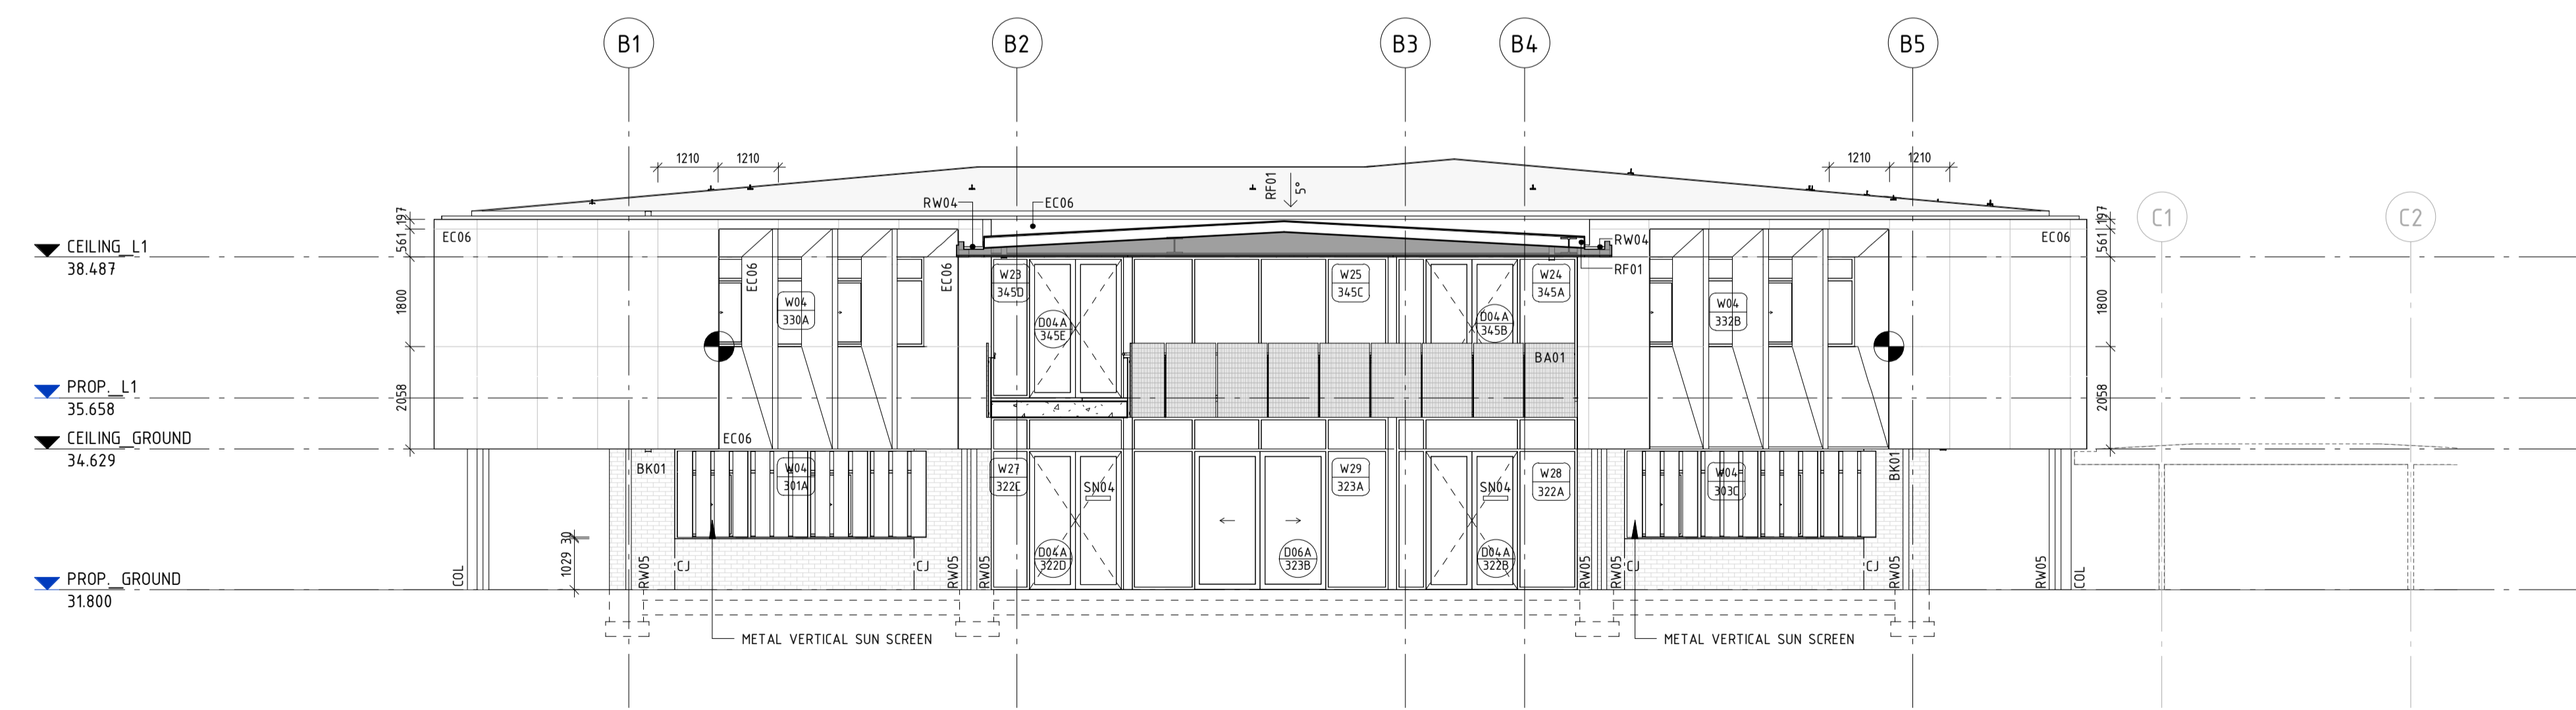 B1
B2
B3
B4
B5
C1
C2
1210
1210
1210
1210
RF01
5°
RW04
EC06
197
561
1800
2058
EC06
EC06
197
561
1800
2058
CEILING_L1
38.487
PROP._L1
35.658
CEILING_GROUND
34.629
PROP._GROUND
31.800
EC06
EC06
EC06
W04
330A
W23
345D
D04A
345E
W25
345C
D04A
345B
W24
345A
RW04
RF01
W04
332B
BA01
BK01
W04
301A
W27
322C
SN04
D04A
322D
W29
323A
D06A
323B
SN04
D04A
322B
W28
322A
W04
303C
BK01
30
1029
COL
RW05
CJ
CJ
RW05
RW05
RW05
RW05
CJ
CJ
RW05
RW05
COL
METAL VERTICAL SUN SCREEN
METAL VERTICAL SUN SCREEN